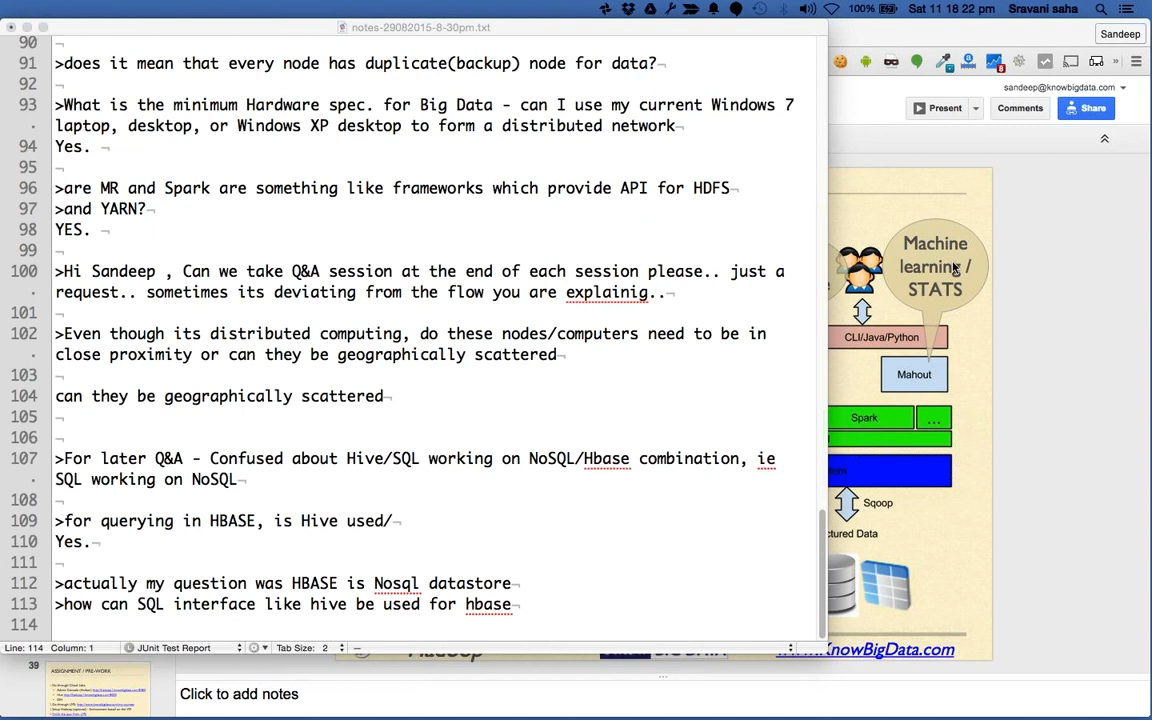 100% Sat 11 18 22 pm Sravani saha
notes-29082015-8-30pm.txt
Sandeep
90
91 >does it mean that every node has duplicate(backup) node for data?¬
92
93 >What is the minimum Hardware spec. for Big Data - can I use my current Windows 7
laptop, desktop, or Windows XP desktop to form a distributed network¬
94 Yes. ¬
95 ¬
96 >are MR and Spark are something like frameworks which provide API for HDFS¬
97 >and YARN?¬
98 YES. ¬
99 ¬
100 >Hi Sandeep , Can we take Q&A session at the end of each session please.. just a
request.. sometimes its deviating from the flow you are explainig..¬
101 ¬
102 >Even though its distributed computing, do these nodes/computers need to be in
close proximity or can they be geographically scattered¬
103 ¬
104 can they be geographically scattered¬
105 ¬
106 ¬
107 >For later Q&A - Confused about Hive/SQL working on NoSQL/Hbase combination, ie
SQL working on NoSQL¬
108 ¬
109 >for querying in HBASE, is Hive used/¬
110 Yes.¬
111 ¬
112 >actually my question was HBASE is Nosql datastore¬
113 >how can SQL interface like hive be used for hbase¬
114
Line: 114 Column: 1 JUnit Test Report Tab Size: 2 —
sandeep@knowbigdata.com
Present Comments Share
Machine
learning /
STATS
CLI/Java/Python
Mahout
Spark ...
Sqoop
ctured Data
KnowBigData.com
39
ASSIGNMENT / PRE-WORK
Click to add notes